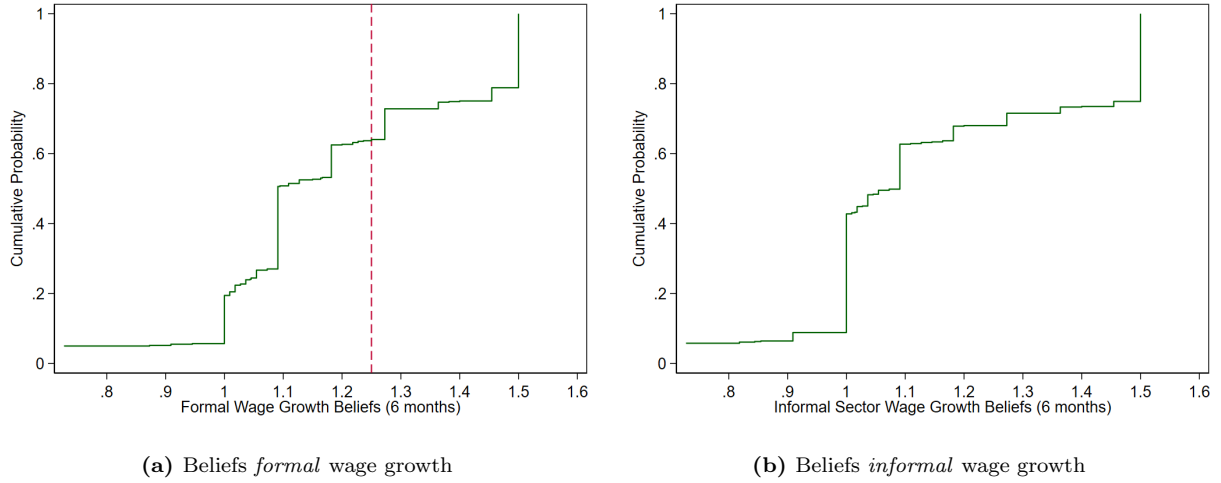 Cumulative Probability
1
.8
.6
.4
.2
0
.8 .9 1 1.1 1.2 1.3 1.4 1.5 1.6
Formal Wage Growth Beliefs (6 months)
(a) Beliefs formal wage growth
Cumulative Probability
1
.8
.6
.4
.2
0
.8 .9 1 1.1 1.2 1.3 1.4 1.5 1.6
Informal Sector Wage Growth Beliefs (6 months)
(b) Beliefs informal wage growth